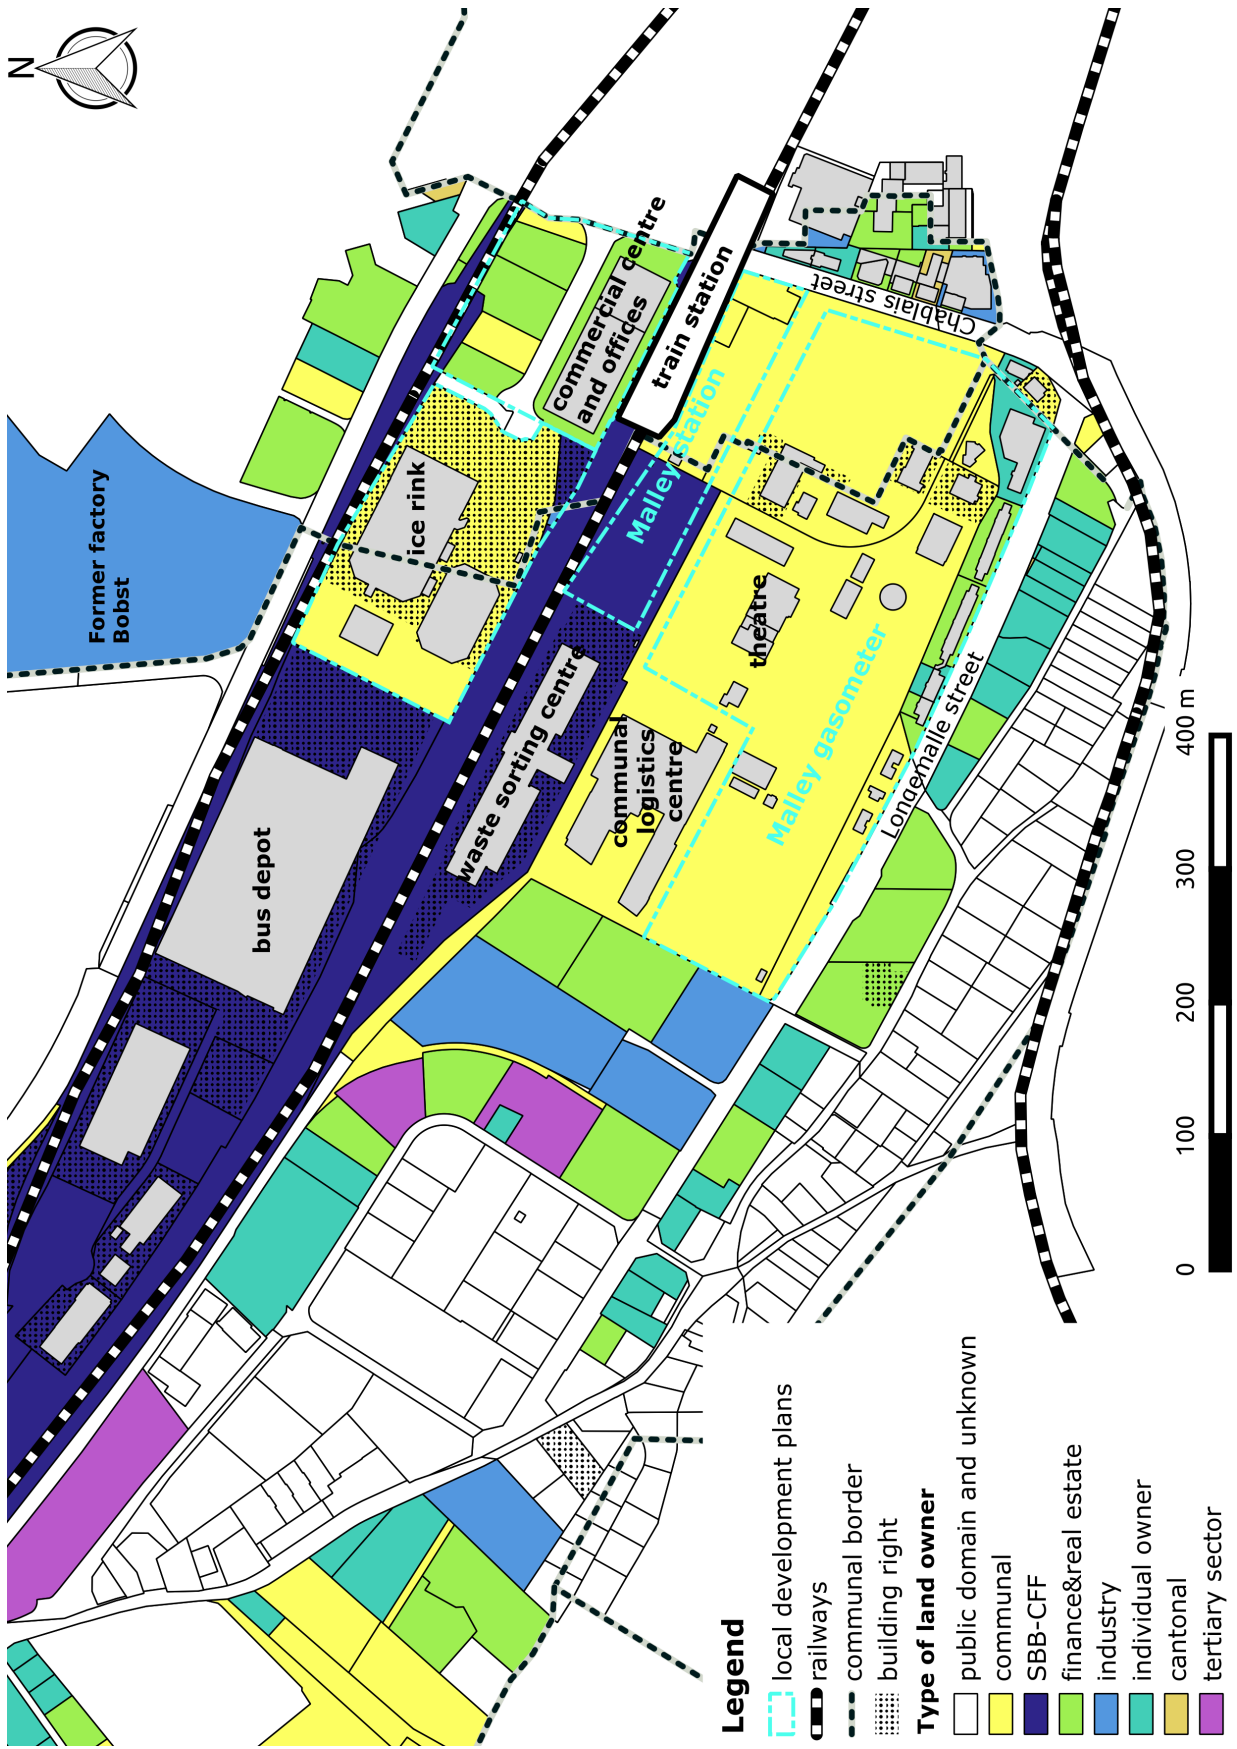 N
Former factory
Bobst
ice rink
commercial centre
and offices
train station
Chablais street
Malley station
bus depot
waste sorting centre
theatre
communal
logistics
centre
Malley gasometer
Londemalle street
0
100
200
300
400 m
Legend
local development plans
railways
communal border
building right
Type of land owner
public domain and unknown
communal
SBB-CFF
finance&real estate
industry
individual owner
cantonal
tertiary sector